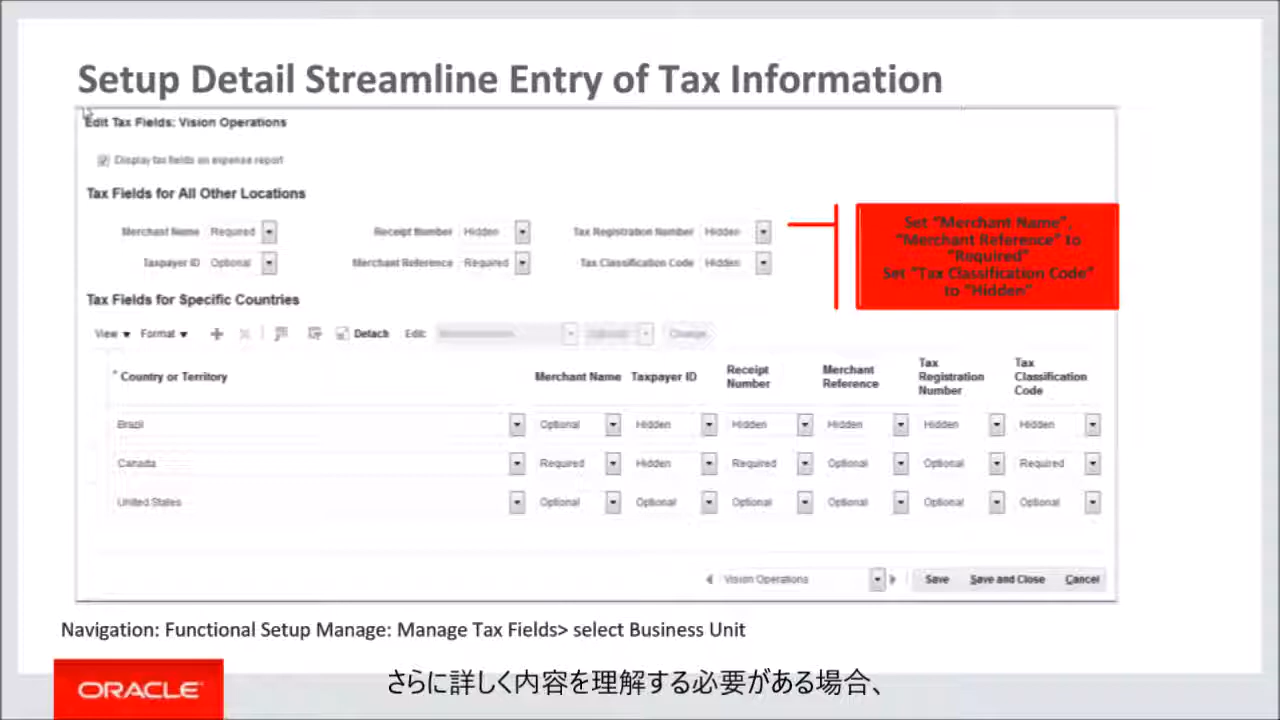 Setup Detail Streamline Entry of Tax Information
Edit Tax Fields: Vision Operations
Display tax fields on expense report
Tax Fields for All Other Locations
Merchant Name Required Receipt Number Hidden Tax Registration Number Hidden
Taxpayer ID Optional Merchant Reference Required Tax Classification Code Hidden
Set "Merchant Name",
"Merchant Reference" to
"Required"
Set "Tax Classification Code"
to "Hidden"
Tax Fields for Specific Countries
View Format Detach Edit: Change
* Country or Territory Merchant Name Taxpayer ID Receipt Number Merchant Reference Tax Registration Number Tax Classification Code
Brazil Optional Hidden Hidden Hidden Hidden Hidden
Canada Required Hidden Required Optional Optional Required
United States Optional Optional Optional Optional Optional Optional
Vision Operations Save Save and Close Cancel
Navigation: Functional Setup Manage: Manage Tax Fields> select Business Unit
ORACLE
さらに詳しく内容を理解する必要がある場合、